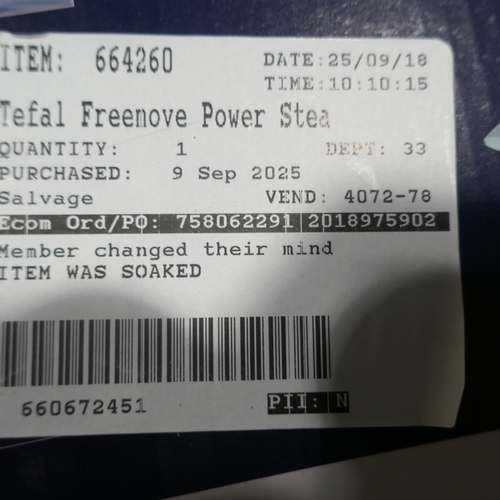 ITEM: 664260 DATE:25/09/18
TIME:10:10:15
Tefal Freemove Power Stea
QUANTITY: 1 DEPT: 33
PURCHASED: 9 Sep 2025
Salvage VEND: 4072-78
Ecom Ord/PO: 758062291 2018975902
Member changed their mind
ITEM WAS SOAKED
660672451 PII: N